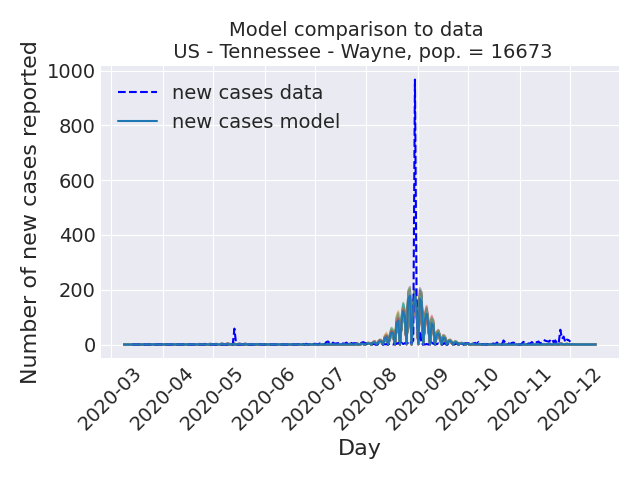 Model comparison to data
US - Tennessee - Wayne, pop. = 16673
Number of new cases reported
1000
800
600
400
200
0
new cases data
new cases model
2020-03
2020-04
2020-05
2020-06
2020-07
2020-08
2020-09
2020-10
2020-11
2020-12
Day